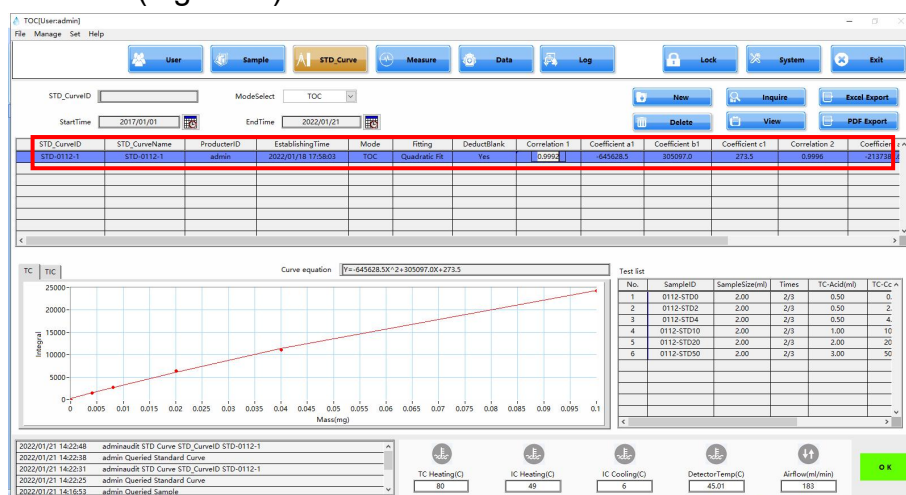 TOC[User:admin]
File Manage Set Help
User Sample STD_Curve Measure Data Log Lock System Exit
STD_CurveID ModeSelect TOC New Inquire Excel Export
StartTime 2017/01/01 EndTime 2022/01/21 Delete View PDF Export
STD_CurveID STD_CurveName ProducterID EstablishingTime Mode Fitting DeductBlank Correlation 1 Coefficient a1 Coefficient b1 Coefficient c1 Correlation 2 Coefficient a
STD-0112-1 STD-0112-1 admin 2022/01/18 17:58:03 TOC Quadratic Fit Yes 0.9992 -645628.5 305097.0 273.5 0.9996 -213738
TC TIC Curve equation Y=-645628.5X^2+305097.0X+273.5 Test list
No. SampleID SampleSize(ml) Times TC-Acid(ml) TC-Cc
1 0112-STD0 2.00 2/3 0.50 0.
2 0112-STD2 2.00 2/3 0.50 2.
3 0112-STD4 2.00 2/3 0.50 4.
4 0112-STD10 2.00 2/3 1.00 10
5 0112-STD20 2.00 2/3 2.00 20
6 0112-STD50 2.00 2/3 3.00 50
25000
20000
15000
10000
5000
0
Integral
0 0.005 0.01 0.015 0.02 0.025 0.03 0.035 0.04 0.045 0.05 0.055 0.06 0.065 0.07 0.075 0.08 0.085 0.09 0.095 0.1
Mass(mg)
2022/01/21 14:22:48 adminaudit STD Curve STD_CurveID STD-0112-1
2022/01/21 14:22:38 admin Queried Standard Curve
2022/01/21 14:22:31 adminaudit STD Curve STD_CurveID STD-0112-1
2022/01/21 14:22:25 admin Queried Standard Curve
2022/01/21 14:16:53 admin Queried Sample
TC Heating(C) IC Heating(C) IC Cooling(C) DetectorTemp(C) Airflow(ml/min)
80 49 6 45.01 183
O K